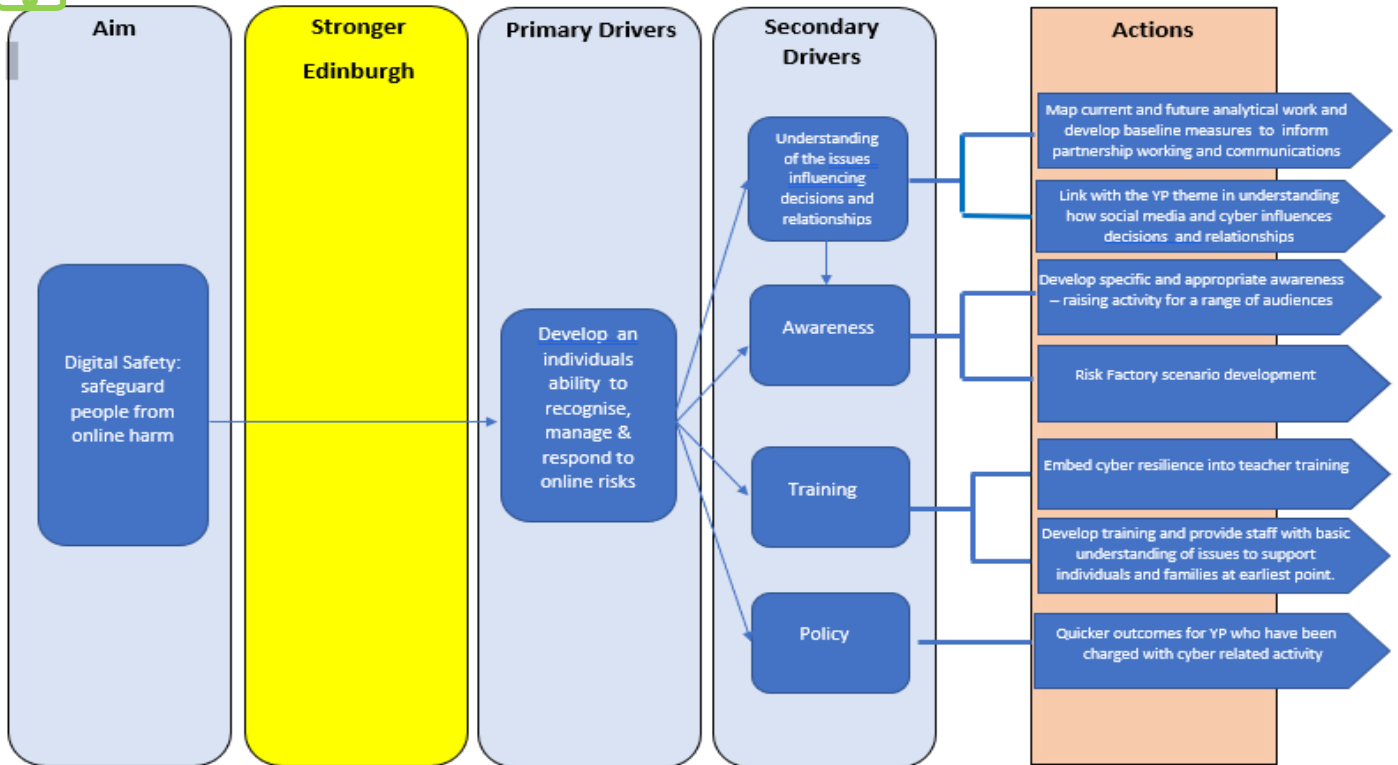 Aim
Stronger
Edinburgh
Primary Drivers
Secondary
Drivers
Actions
Digital Safety:
safeguard
people from
online harm
Develop an
individuals
ability to
recognise,
manage &
respond to
online risks
Understanding
of the issues
influencing
decisions and
relationships
Awareness
Training
Policy
Map current and future analytical work and
develop baseline measures to inform
partnership working and communications
Link with the YP theme in understanding
how social media and cyber influences
decisions and relationships
Develop specific and appropriate awareness
– raising activity for a range of audiences
Risk Factory scenario development
Embed cyber resilience into teacher training
Develop training and provide staff with basic
understanding of issues to support
individuals and families at earliest point.
Quicker outcomes for YP who have been
charged with cyber related activity